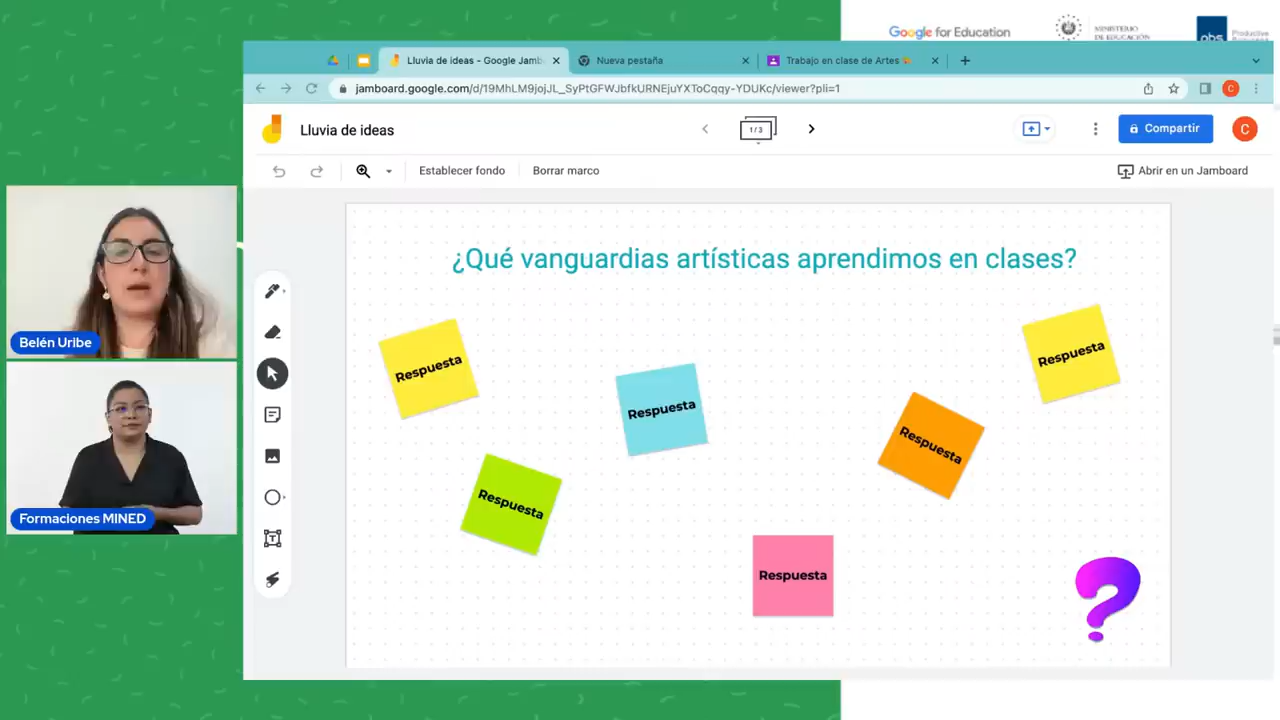 Google for Education
MINISTERIO
DE EDUCACIÓN
obs
Productive
Lluvia de ideas - Google Jamb
Nueva pestaña
Trabajo en clase de Artes
jamboard.google.com/d/19MhLM9jojJL_SyPtGFWJbfkURNEjuYXToCqqy-YDUKc/viewer?pli=1
C
Lluvia de ideas
1/3
Compartir
C
Establecer fondo
Borrar marco
Abrir en un Jamboard
¿Qué vanguardias artísticas aprendimos en clases?
Respuesta
Respuesta
Respuesta
Respuesta
Respuesta
Respuesta
?
Belén Uribe
Formaciones MINED